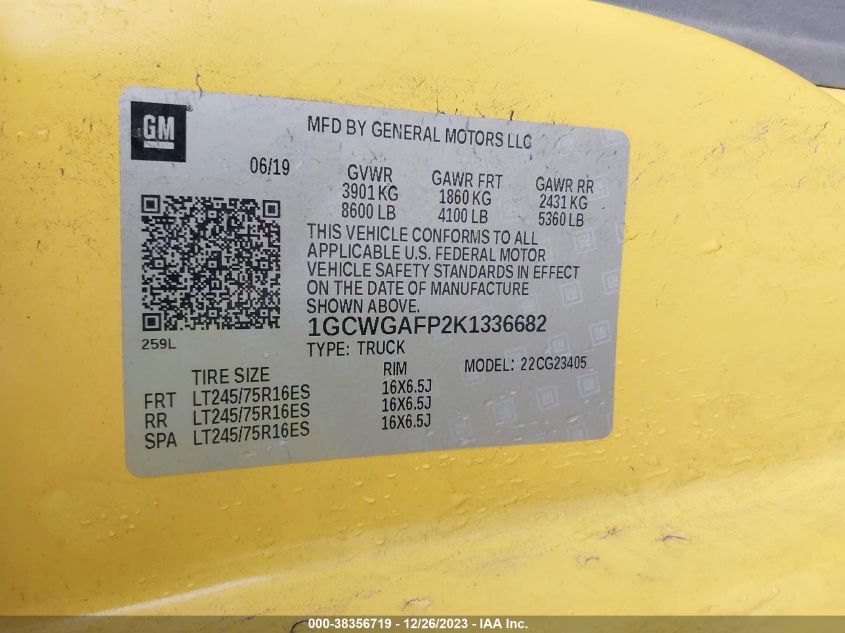 GM
MFD BY GENERAL MOTORS LLC
06/19
GVWR GAWR FRT GAWR RR
3901 KG 1860 KG 2431 KG
8600 LB 4100 LB 5360 LB
THIS VEHICLE CONFORMS TO ALL
APPLICABLE U.S. FEDERAL MOTOR
VEHICLE SAFETY STANDARDS IN EFFECT
ON THE DATE OF MANUFACTURE
SHOWN ABOVE.
1GCWGAFP2K1336682
259L
TYPE: TRUCK MODEL: 22CG23405
TIRE SIZE RIM
FRT LT245/75R16ES 16X6.5J
RR LT245/75R16ES 16X6.5J
SPA LT245/75R16ES 16X6.5J
000-38356719 - 12/26/2023 - IAA Inc.